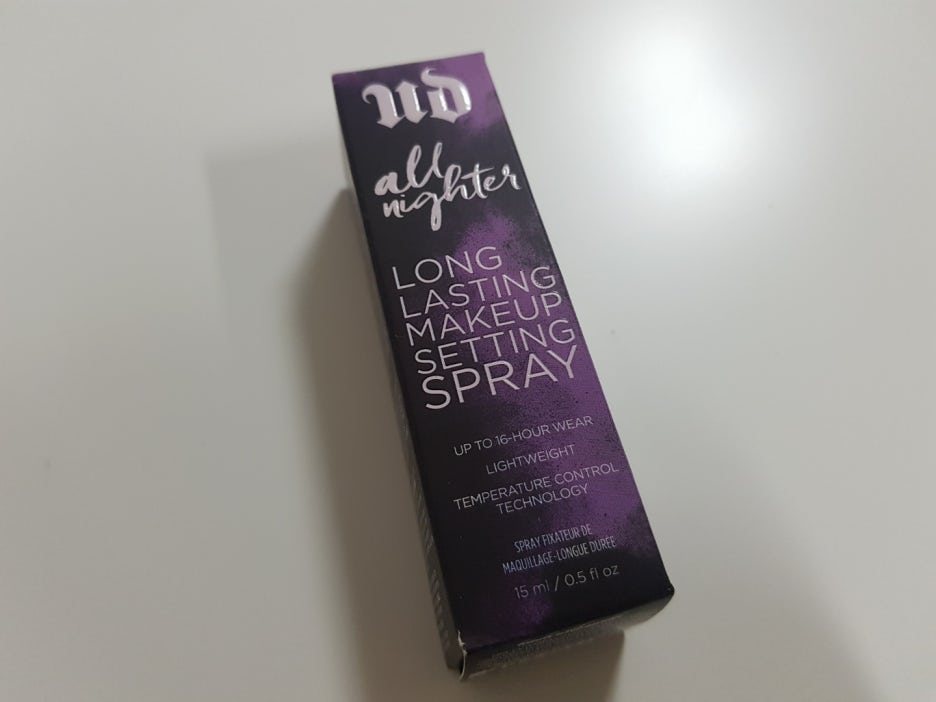 UD
all
nighter
LONG
LASTING
MAKEUP
SETTING
SPRAY
UP TO 16-HOUR WEAR
LIGHTWEIGHT
TEMPERATURE CONTROL
TECHNOLOGY
SPRAY FIXATEUR DE
MAQUILLAGE-LONGUE DURÉE
15 ml / 0.5 fl oz